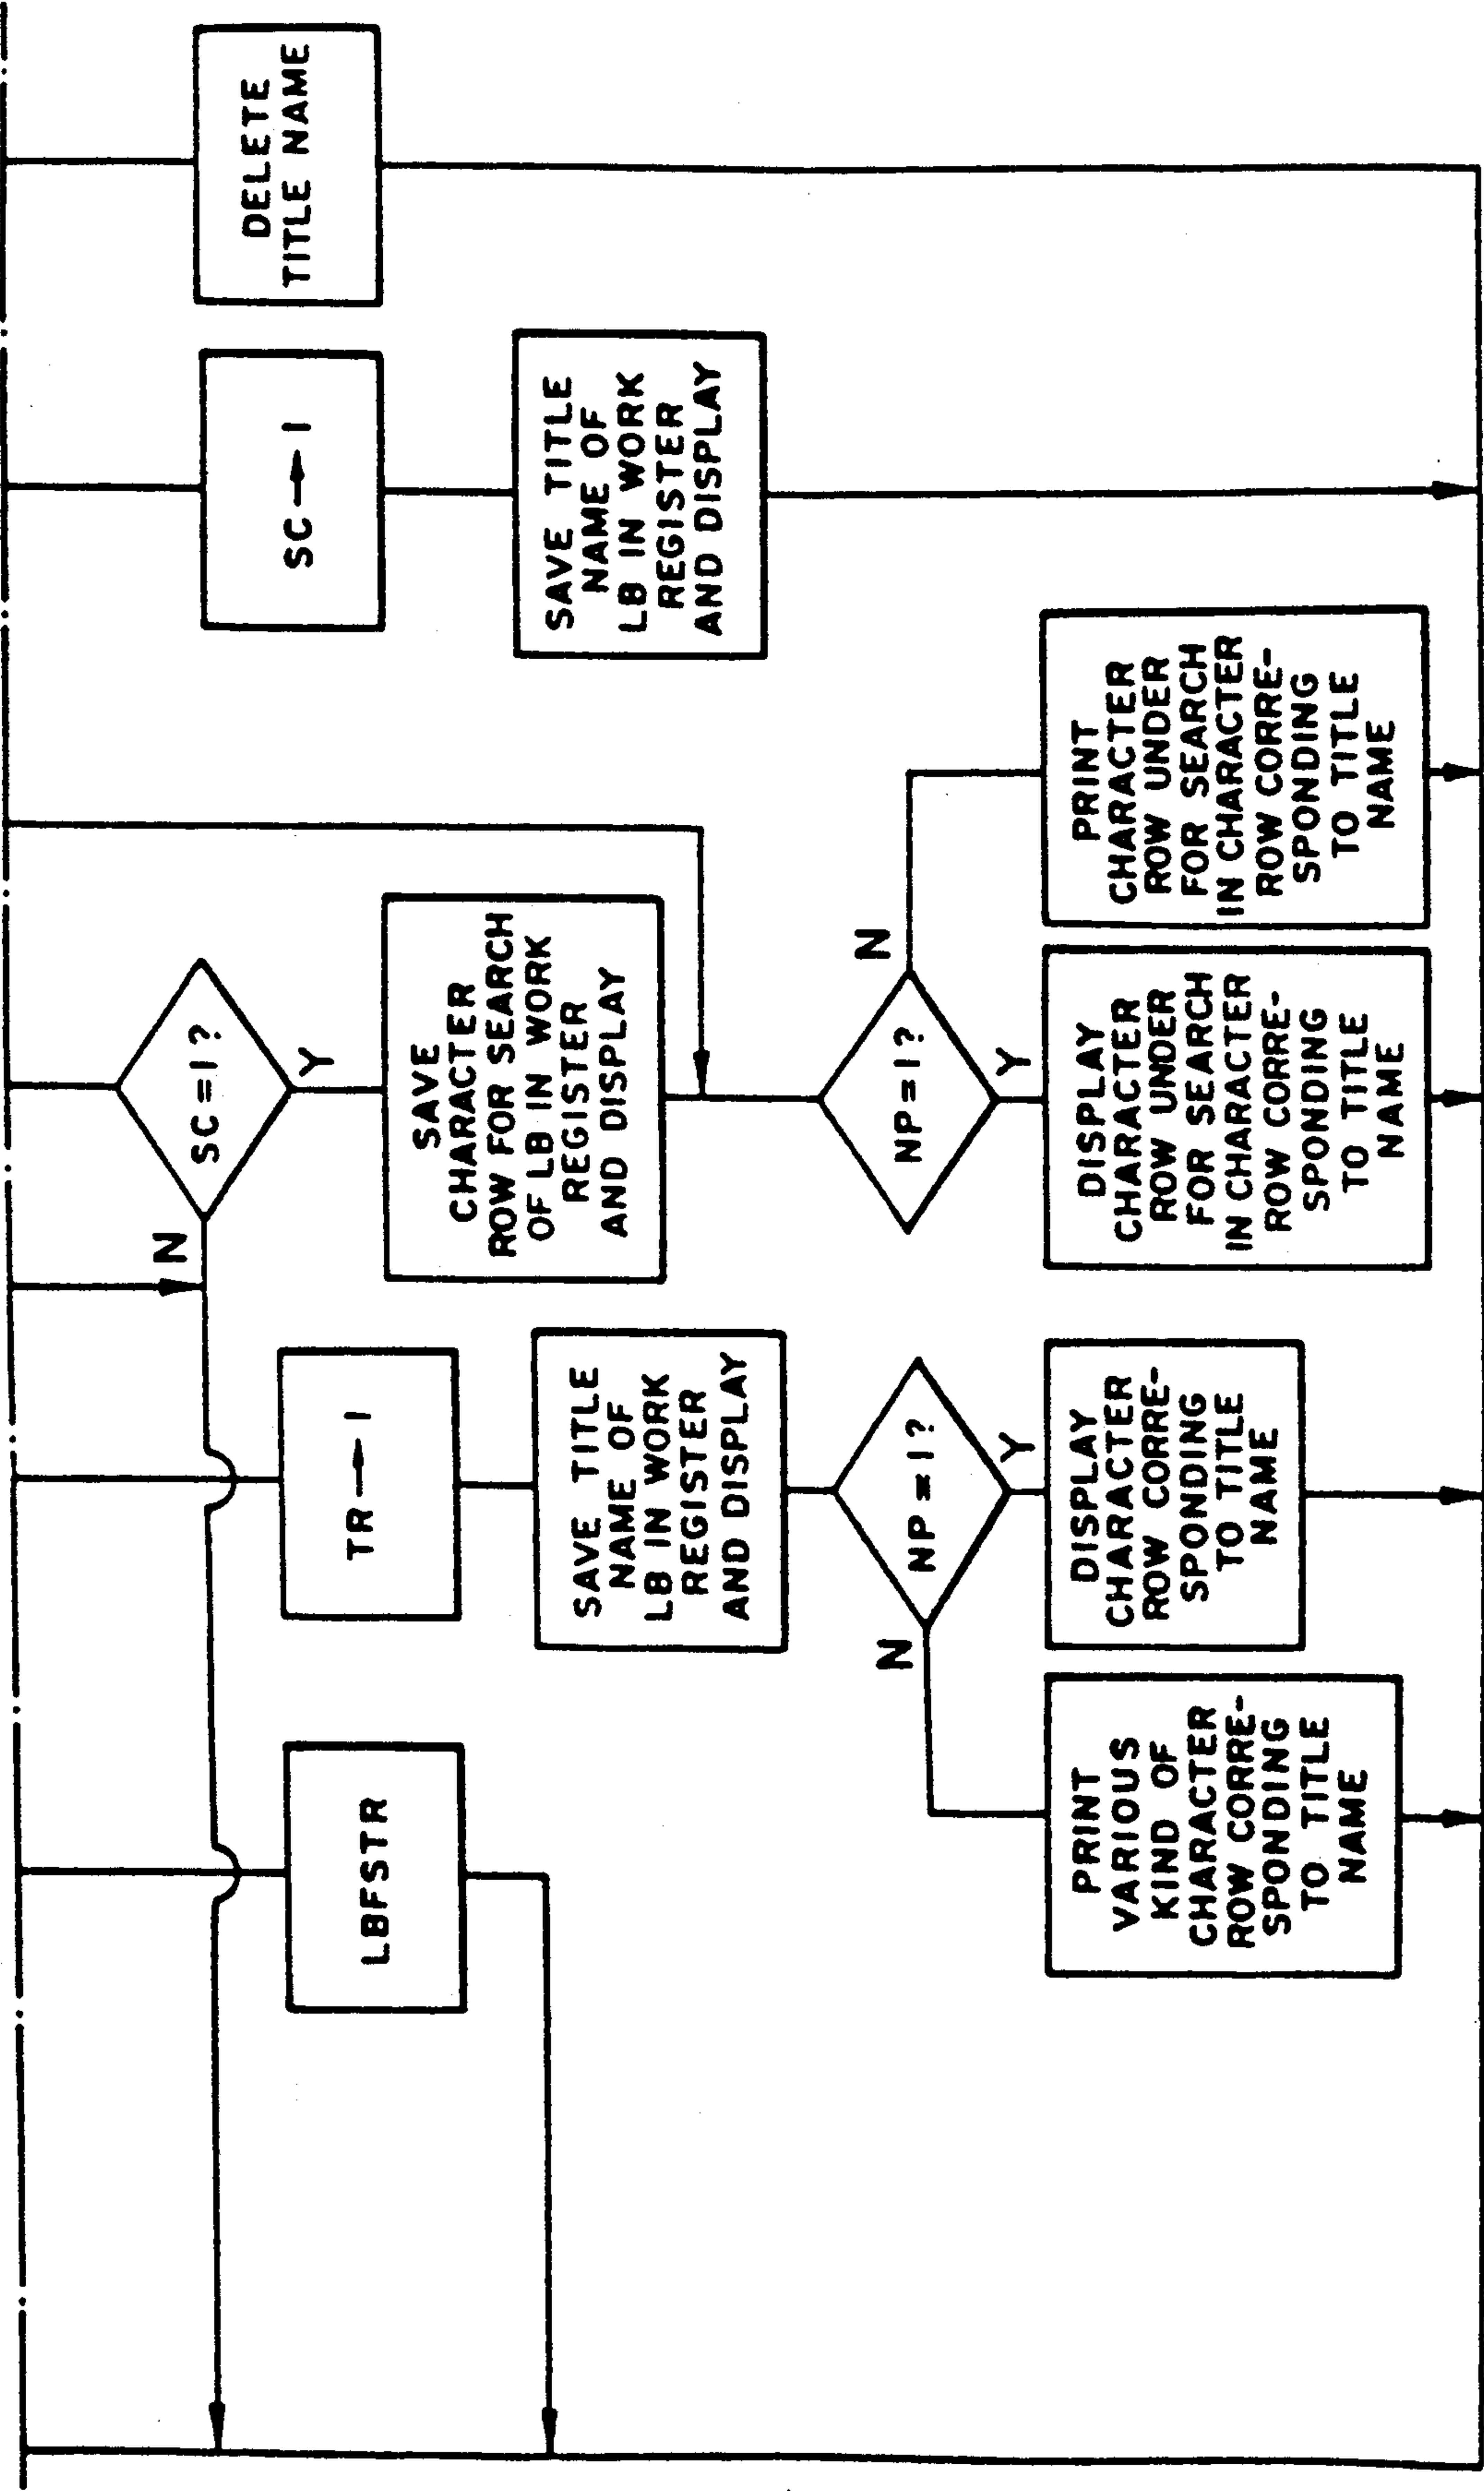 LBFSTR
TR→1
SAVE TITLE
NAME OF
LB IN WORK
REGISTER
AND DISPLAY
NP=1?
N
Y
PRINT
VARIOUS
KIND OF
CHARACTER
ROW CORRE-
SPONDING
TO TITLE
NAME
DISPLAY
CHARACTER
ROW CORRE-
SPONDING
TO TITLE
NAME
N
SC=1?
Y
SAVE
CHARACTER
ROW FOR SEARCH
OF LB IN WORK
REGISTER
AND DISPLAY
NP=1?
N
Y
DISPLAY
CHARACTER
ROW UNDER
FOR SEARCH
IN CHARACTER
ROW CORRE-
SPONDING
TO TITLE
NAME
PRINT
CHARACTER
ROW UNDER
FOR SEARCH
IN CHARACTER
ROW CORRE-
SPONDING
TO TITLE
NAME
SC→1
SAVE TITLE
NAME OF
LB IN WORK
REGISTER
AND DISPLAY
DELETE
TITLE NAME